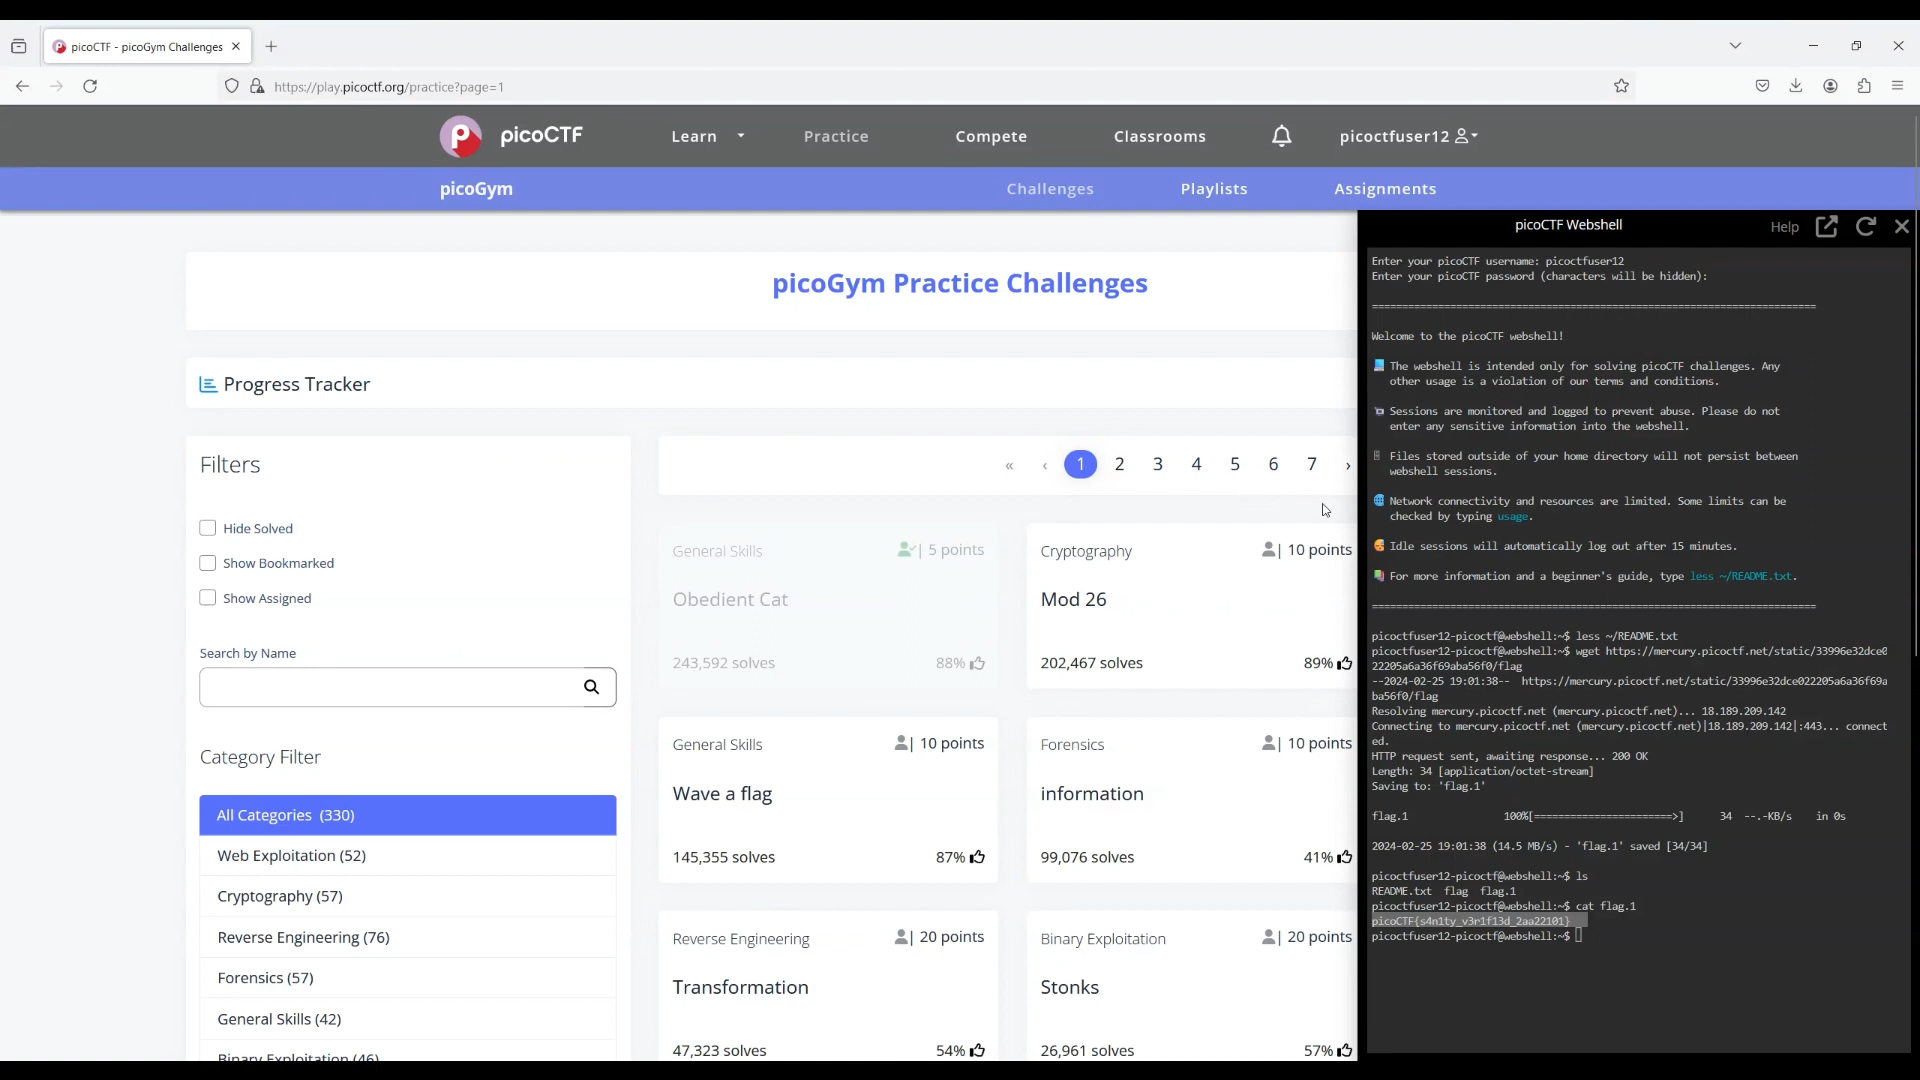 picoCTF - picoGym Challenges
https://play.picoctf.org/practice?page=1
picoCTF
Learn
Practice
Compete
Classrooms
picoctfuser12
picoGym
Challenges
Playlists
Assignments
picoGym Practice Challenges
Progress Tracker
Filters
Hide Solved
Show Bookmarked
Show Assigned
Search by Name
Category Filter
All Categories (330)
Web Exploitation (52)
Cryptography (57)
Reverse Engineering (76)
Forensics (57)
General Skills (42)
Binary Exploitation (46)
« ‹ 1 2 3 4 5 6 7 ›
General Skills | 5 points
Obedient Cat
243,592 solves 88%
Cryptography | 10 points
Mod 26
202,467 solves 89%
General Skills | 10 points
Wave a flag
145,355 solves 87%
Forensics | 10 points
information
99,076 solves 41%
Reverse Engineering | 20 points
Transformation
47,323 solves 54%
Binary Exploitation | 20 points
Stonks
26,961 solves 57%
picoCTF Webshell
Help
Enter your picoCTF username: picoctfuser12
Enter your picoCTF password (characters will be hidden):
==========================================================================
Welcome to the picoCTF webshell!
The webshell is intended only for solving picoCTF challenges. Any
other usage is a violation of our terms and conditions.
Sessions are monitored and logged to prevent abuse. Please do not
enter any sensitive information into the webshell.
Files stored outside of your home directory will not persist between
webshell sessions.
Network connectivity and resources are limited. Some limits can be
checked by typing usage.
Idle sessions will automatically log out after 15 minutes.
For more information and a beginner's guide, type less ~/README.txt.
==========================================================================
picoctfuser12-picoctf@webshell:~$ less ~/README.txt
picoctfuser12-picoctf@webshell:~$ wget https://mercury.picoctf.net/static/33996e32dce0
22205a6a36f69aba56f0/flag
--2024-02-25 19:01:38-- https://mercury.picoctf.net/static/33996e32dce022205a6a36f69a
ba56f0/flag
Resolving mercury.picoctf.net (mercury.picoctf.net)... 18.189.209.142
Connecting to mercury.picoctf.net (mercury.picoctf.net)|18.189.209.142|:443... connect
ed.
HTTP request sent, awaiting response... 200 OK
Length: 34 [application/octet-stream]
Saving to: 'flag.1'
flag.1 100%[=======================>] 34 --.-KB/s in 0s
2024-02-25 19:01:38 (14.5 MB/s) - 'flag.1' saved [34/34]
picoctfuser12-picoctf@webshell:~$ ls
README.txt flag flag.1
picoctfuser12-picoctf@webshell:~$ cat flag.1
picoCTF{s4n1ty_v3r1f13d_2aa22101}
picoctfuser12-picoctf@webshell:~$